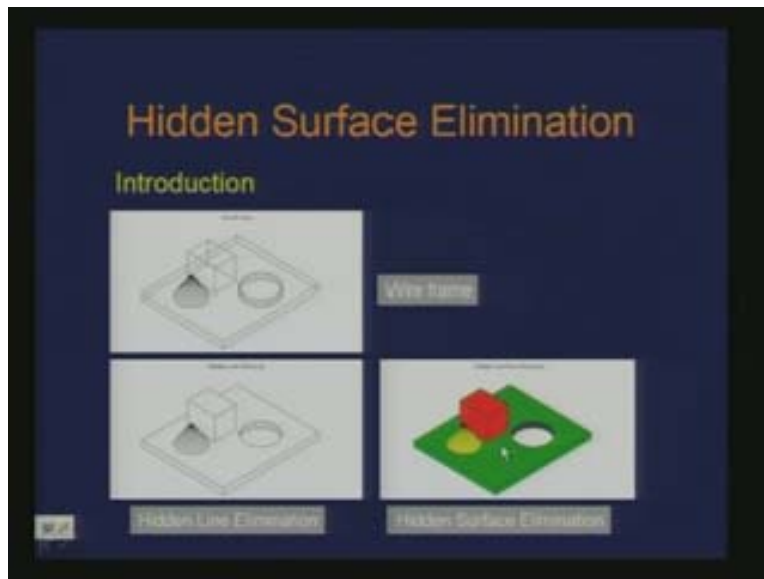 Hidden Surface Elimination
Introduction
Wire frame
Hidden Line Elimination
Hidden Surface Elimination